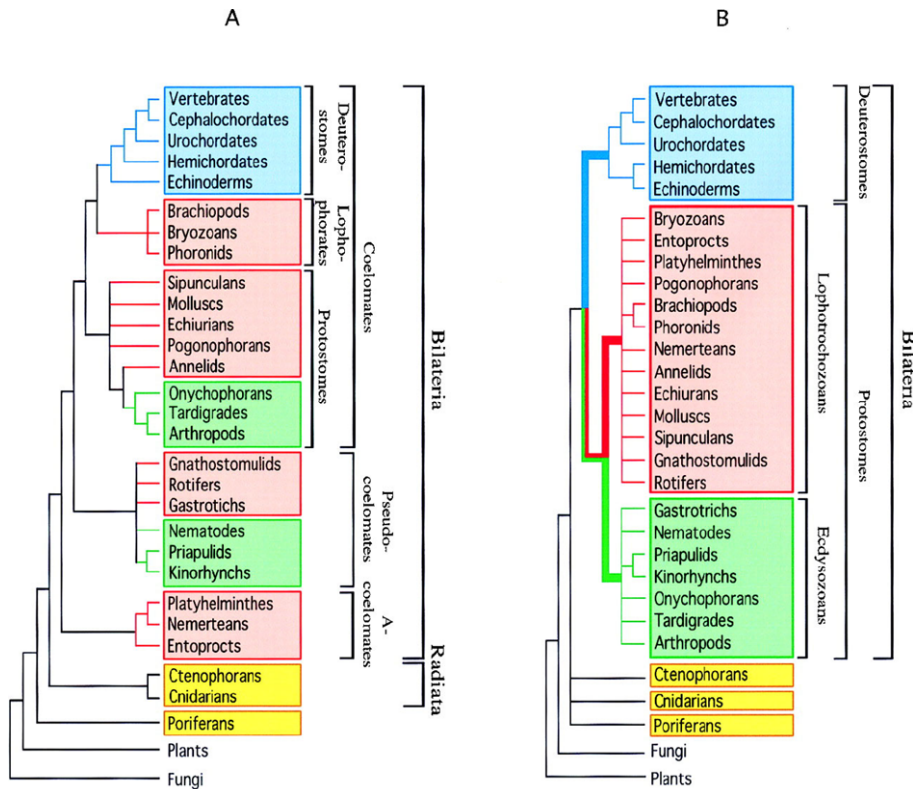 A
Vertebrates
Cephalochordates
Urochordates
Hemichordates
Echinoderms
Brachiopods
Bryozoans
Phoronids
Sipunculans
Molluscs
Echiurians
Pogonophorans
Annelids
Onychophorans
Tardigrades
Arthropods
Gnathostomulids
Rotifers
Gastrotichs
Nematodes
Priapulids
Kinorhynchs
Platyhelminthes
Nemerteans
Entoprocts
Ctenophorans
Cnidarians
Poriferans
Plants
Fungi
Deutero-
stomes
Lopho-
phorates
Protostomes
Coelomates
Pseudo-
coelomates
A-
coelomates
Bilateria
Radiata
B
Vertebrates
Cephalochordates
Urochordates
Hemichordates
Echinoderms
Bryozoans
Entoprocts
Platyhelminthes
Pogonophorans
Brachiopods
Phoronids
Nemerteans
Annelids
Echiurans
Molluscs
Sipunculans
Gnathostomulids
Rotifers
Gastrotrichs
Nematodes
Priapulids
Kinorhynchs
Onychophorans
Tardigrades
Arthropods
Ctenophorans
Cnidarians
Poriferans
Fungi
Plants
Deuterostomes
Lophotrochozoans
Ecdysozoans
Protostomes
Bilateria